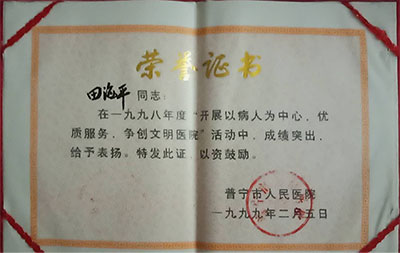 荣誉证书
田海平同志:
在一九九八年度“开展以病人为中心,优
质服务,争创文明医院”活动中,成绩突出,
给予表扬。特发此证,以资鼓励。
普宁市人民医院
一九九九年二月五日